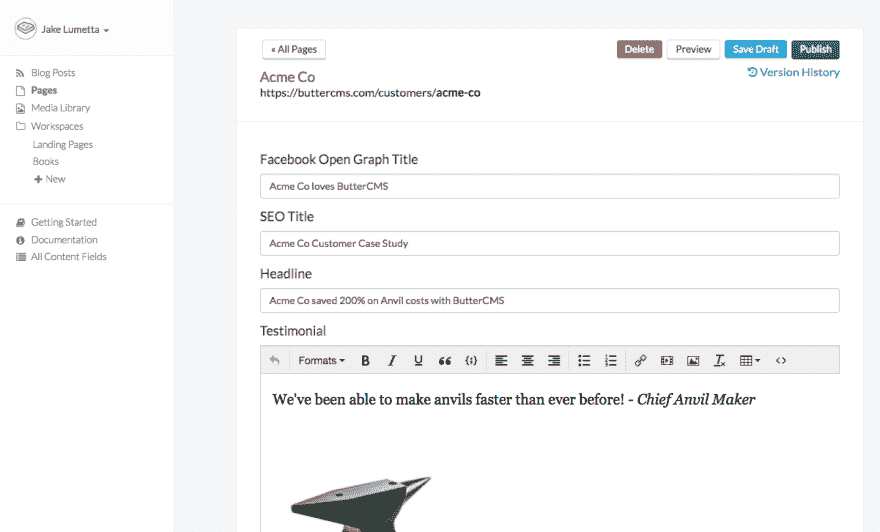 Jake Lumetta
Blog Posts
Pages
Media Library
Workspaces
Landing Pages
Books
New
Getting Started
Documentation
All Content Fields
« All Pages
Delete
Preview
Save Draft
Publish
Acme Co
Version History
https://buttercms.com/customers/acme-co
Facebook Open Graph Title
Acme Co loves ButterCMS
SEO Title
Acme Co Customer Case Study
Headline
Acme Co saved 200% on Anvil costs with ButterCMS
Testimonial
Formats
We've been able to make anvils faster than ever before! - Chief Anvil Maker